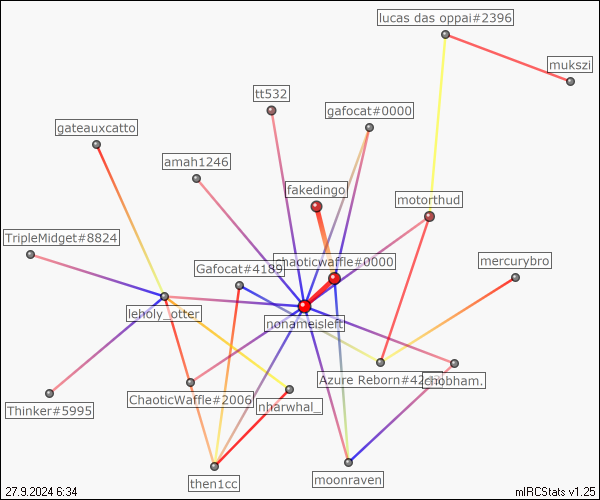 lucas das oppai#2396
mukszi
tt532
gafocat#0000
gateauxcatto
amah1246
fakedingo
motorthud
TripleMidget#8824
chaoticwaffle#0000
mercurybro
Gafocat#4189
leholy_otter
nonameisleft
Azure Reborn#42
chobham.
ChaoticWaffle#2006
nharwhal_
Thinker#5995
then1cc
moonraven
27.9.2024 6:34
mIRCStats v1.25